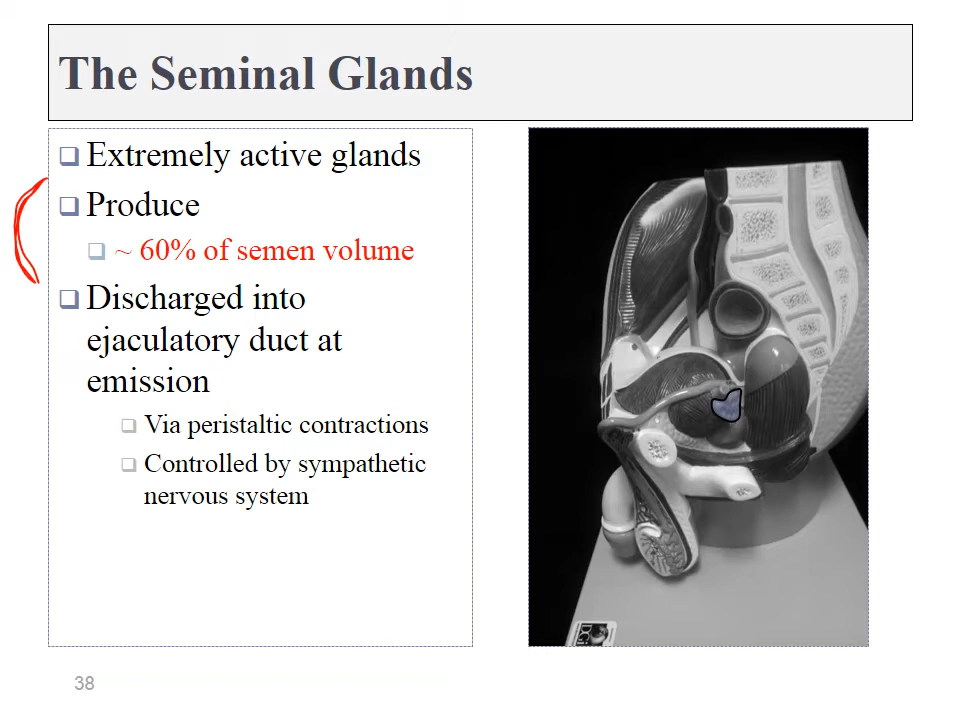 The Seminal Glands
Extremely active glands
Produce
~ 60% of semen volume
Discharged into
ejaculatory duct at
emission
Via peristaltic contractions
Controlled by sympathetic
nervous system
38